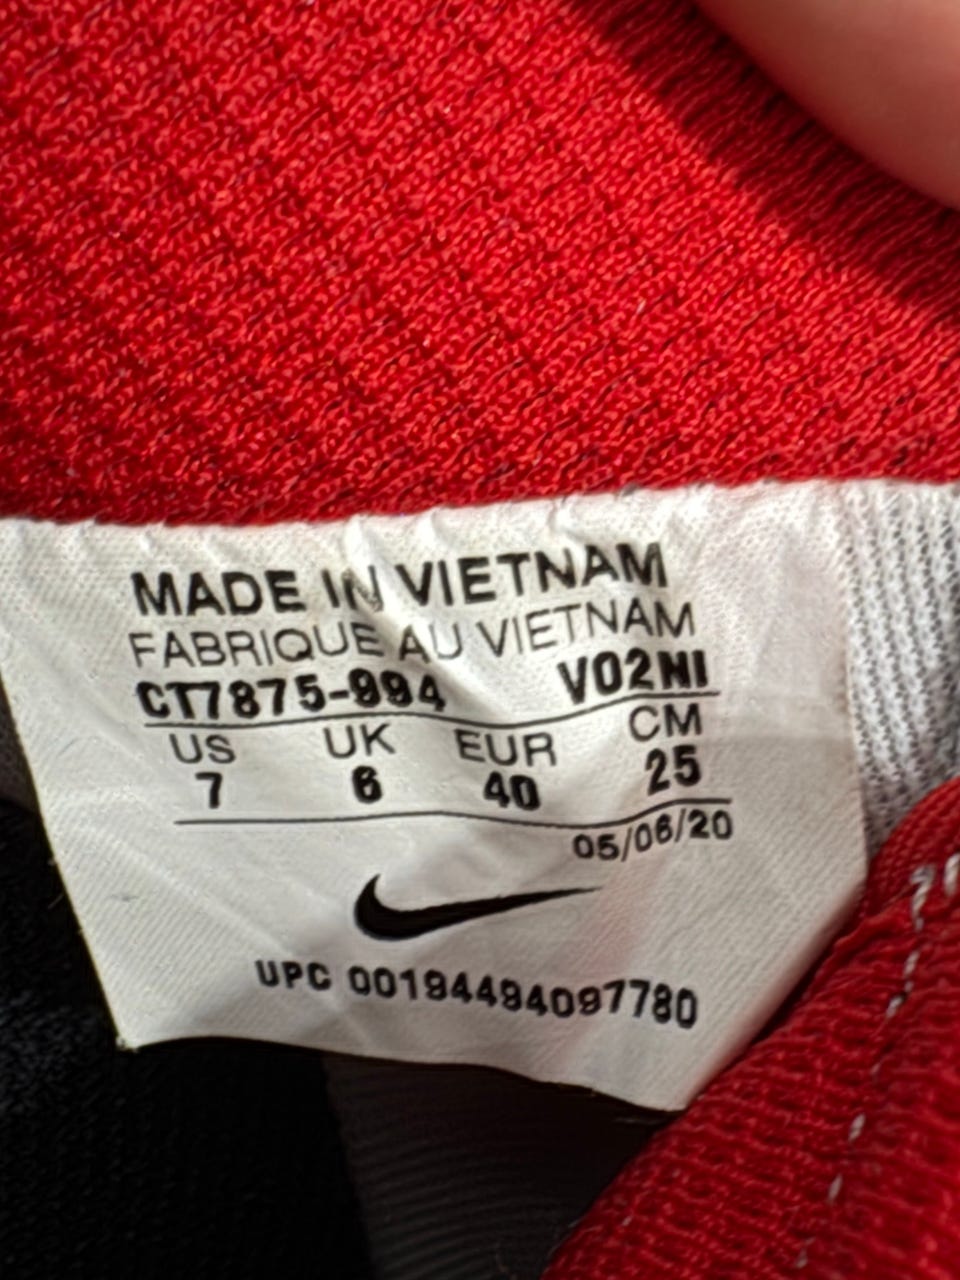 MADE IN VIETNAM
FABRIQUE AU VIETNAM
CT7875-994 VO2NI
US UK EUR CM
7 6 40 25
05/06/20
UPC 00194494097780